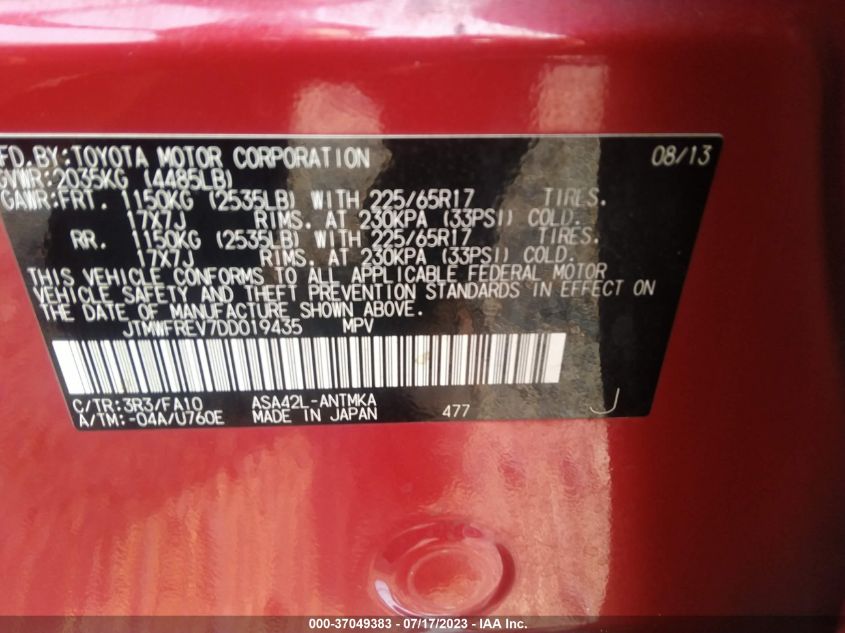 FD. BY: TOYOTA MOTOR CORPORATION 08/13
GVWR: 2035KG (4485LB)
GAWR: FRT. 1150KG (2535LB) WITH 225/65R17 TIRES.
17X7J RIMS. AT 230KPA (33PSI) COLD.
RR. 1150KG (2535LB) WITH 225/65R17 TIRES.
17X7J RIMS. AT 230KPA (33PSI) COLD.
THIS VEHICLE CONFORMS TO ALL APPLICABLE FEDERAL MOTOR
VEHICLE SAFETY AND THEFT PREVENTION STANDARDS IN EFFECT ON
THE DATE OF MANUFACTURE SHOWN ABOVE.
JTMWFREV7DD019435 MPV
C/TR: 3R3/FA10 ASA42L-ANTMKA
A/TM: -04A/U760E MADE IN JAPAN 477 J
000-37049383 - 07/17/2023 - IAA Inc.